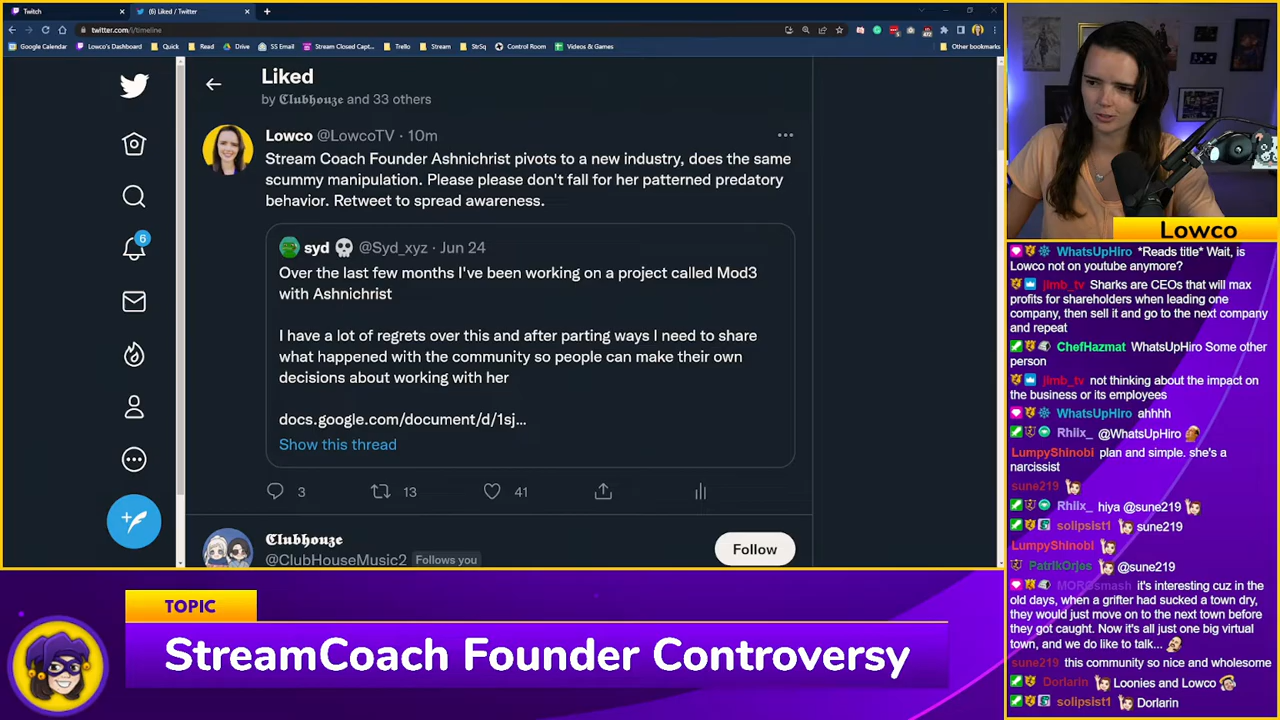 Twitch
(6) Liked / Twitter
twitter.com/i/timeline
Google Calendar
Lowco's Dashboard
Quick
Read
Drive
SS Email
Stream Closed Capt...
Trello
Stream
StrSq
Control Room
Videos & Games
Other bookmarks
Liked
by 𝕮𝖑𝖚𝖇𝖍𝖔𝖚𝖟𝖊 and 33 others
6
Lowco @LowcoTV · 10m
Stream Coach Founder Ashnichrist pivots to a new industry, does the same
scummy manipulation. Please please don't fall for her patterned predatory
behavior. Retweet to spread awareness.
syd 💀 @Syd_xyz · Jun 24
Over the last few months I've been working on a project called Mod3
with Ashnichrist
I have a lot of regrets over this and after parting ways I need to share
what happened with the community so people can make their own
decisions about working with her
docs.google.com/document/d/1sj...
Show this thread
3 13 41
𝕮𝖑𝖚𝖇𝖍𝖔𝖚𝖟𝖊
@ClubHouseMusic2 Follows you
Follow
Lowco
WhatsUpHiro *Reads title* Wait, is
Lowco not on youtube anymore?
jimb_tv Sharks are CEOs that will max
profits for shareholders when leading one
company, then sell it and go to the next company
and repeat
ChefHazmat WhatsUpHiro Some other
person
jimb_tv not thinking about the impact on
the business or its employees
WhatsUpHiro ahhhh
Rhiix_ @WhatsUpHiro
LumpyShinobi plan and simple. she's a
narcissist
sune219
Rhiix_ hiya @sune219
solipsist1 sune219
LumpyShinobi
PatrikOrjes @sune219
MOROsmash it's interesting cuz in the
old days, when a grifter had sucked a town dry,
they would just move on to the next town before
they got caught. Now it's all just one big virtual
town, and we do like to talk...
sune219 this community so nice and wholesome
Dorlarin Loonies and Lowco
solipsist1 Dorlarin
TOPIC
StreamCoach Founder Controversy